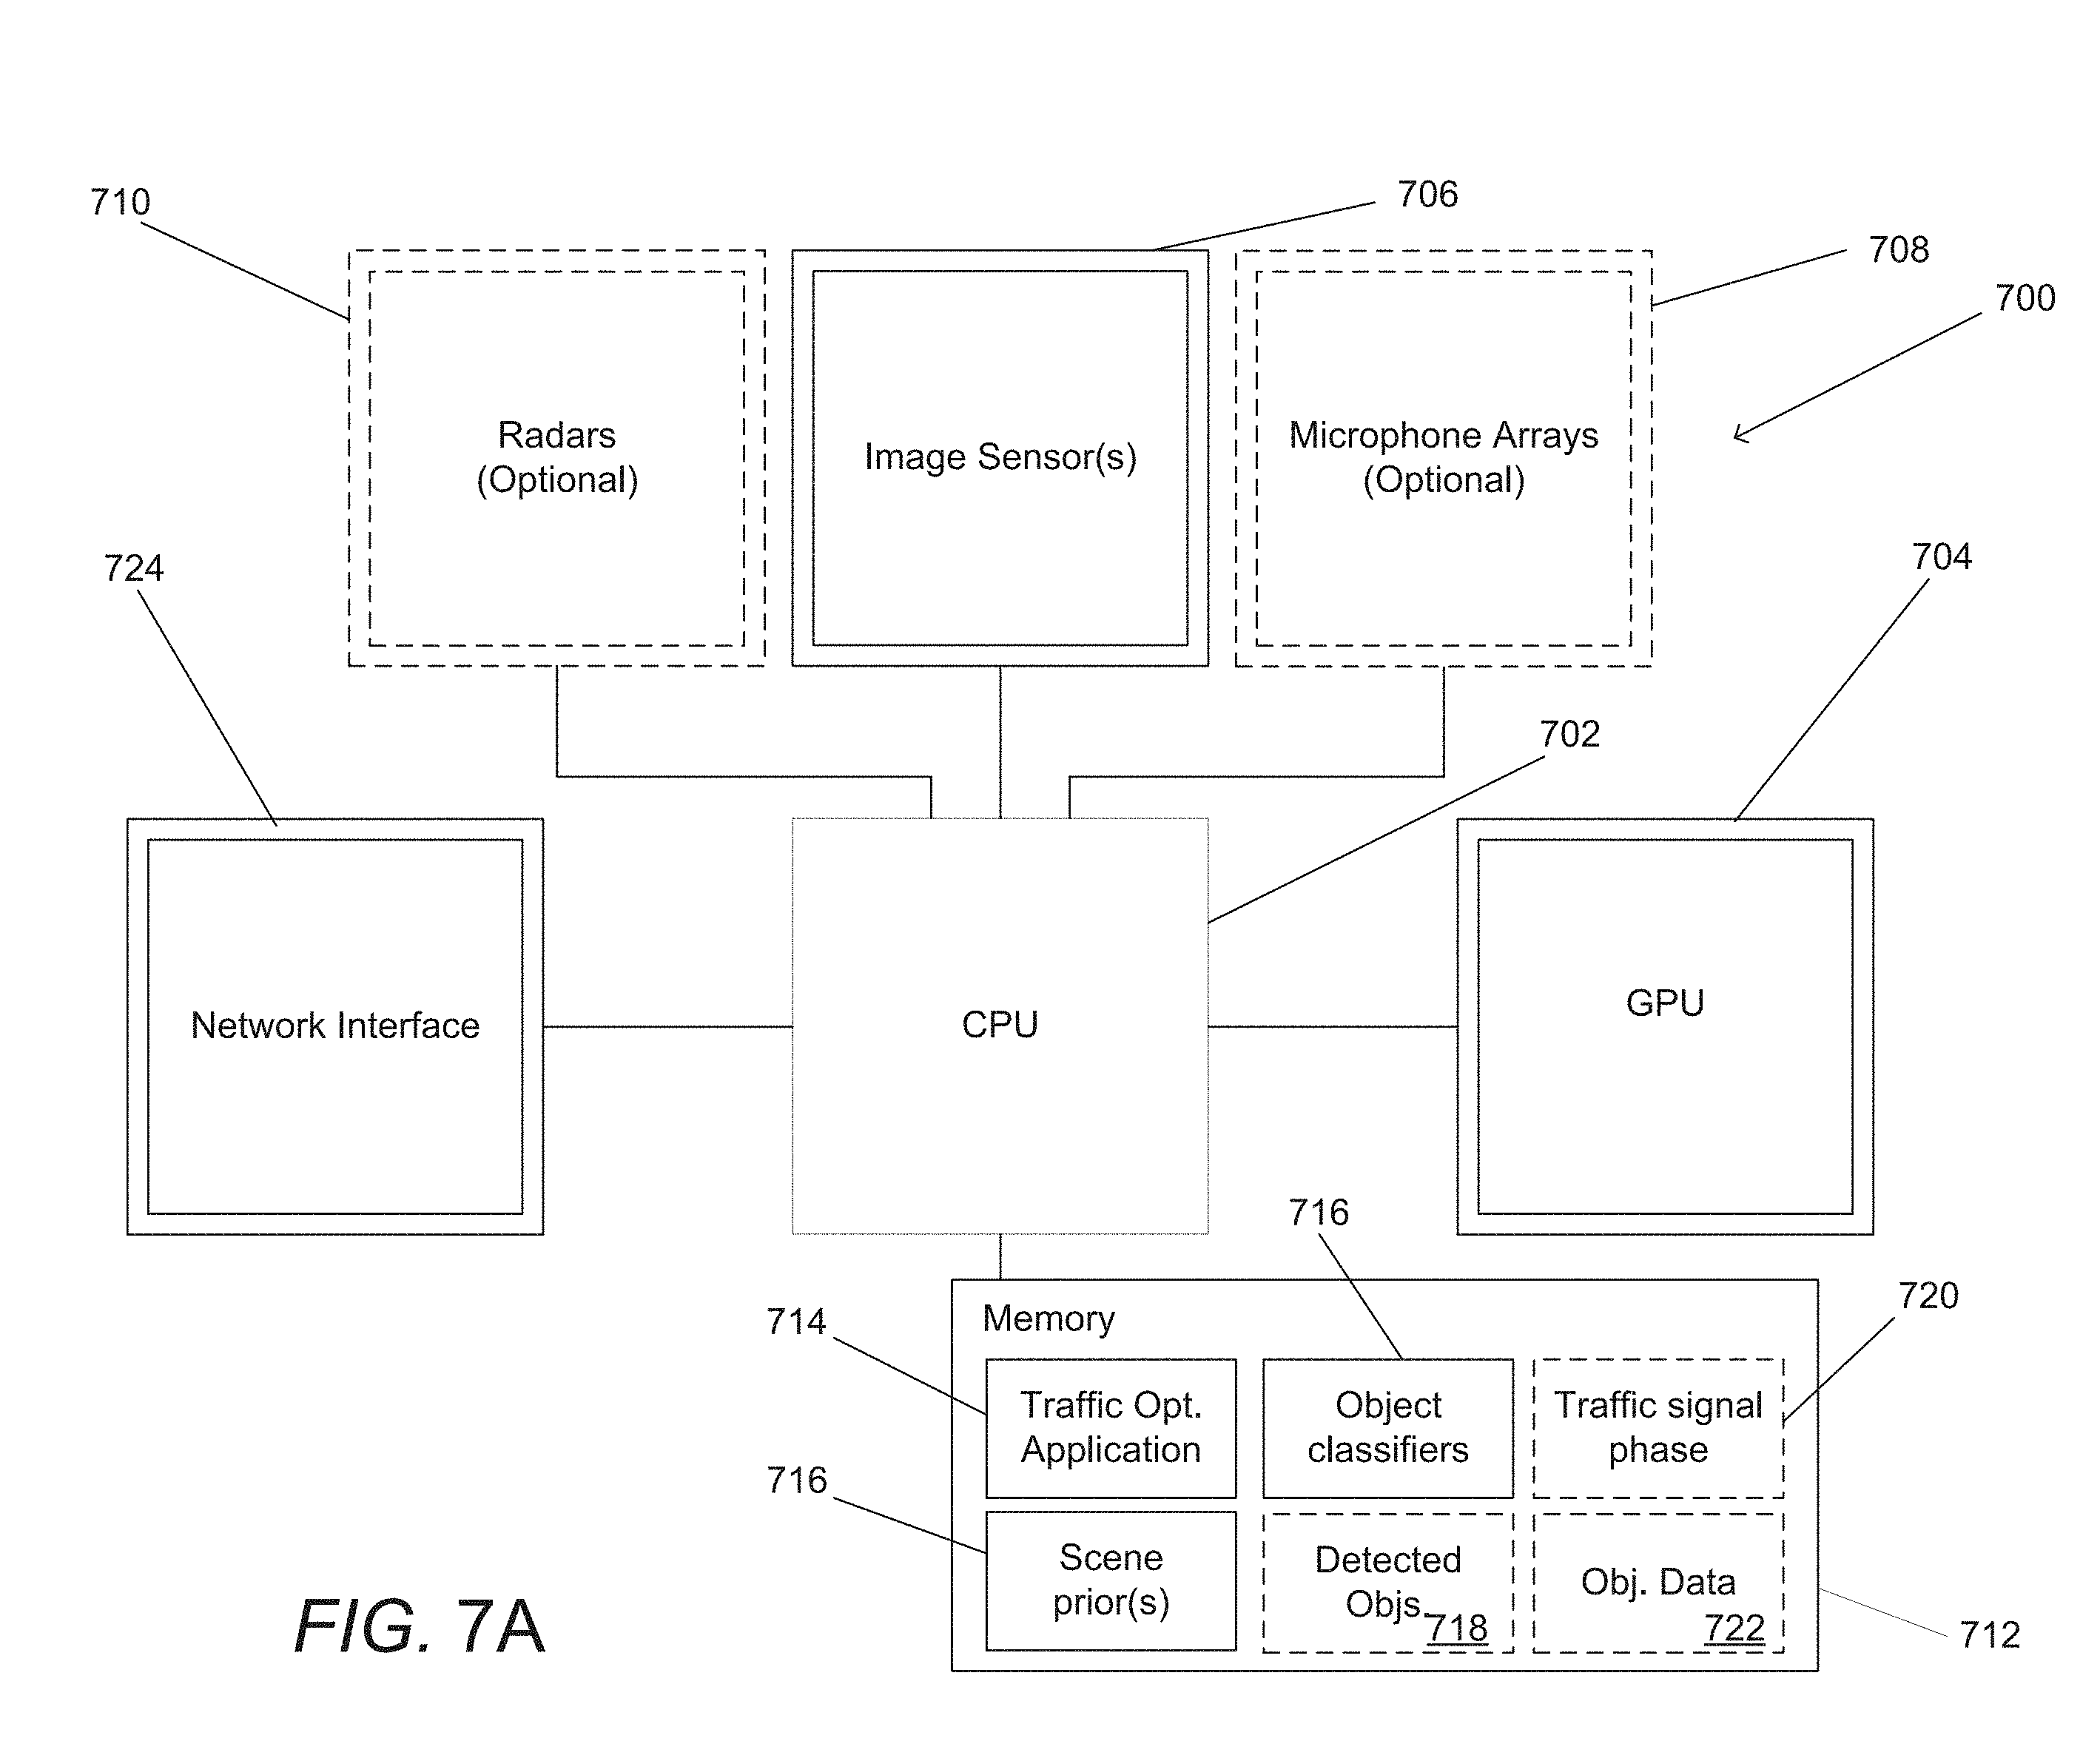 710
706
708
700
Radars
(Optional)
Image Sensor(s)
Microphone Arrays
(Optional)
724
704
702
Network Interface
CPU
GPU
716
720
714
Memory
Traffic Opt.
Application
Object
classifiers
Traffic signal
phase
716
Scene
prior(s)
Detected
Objs.
718
Obj. Data
722
712
FIG. 7A